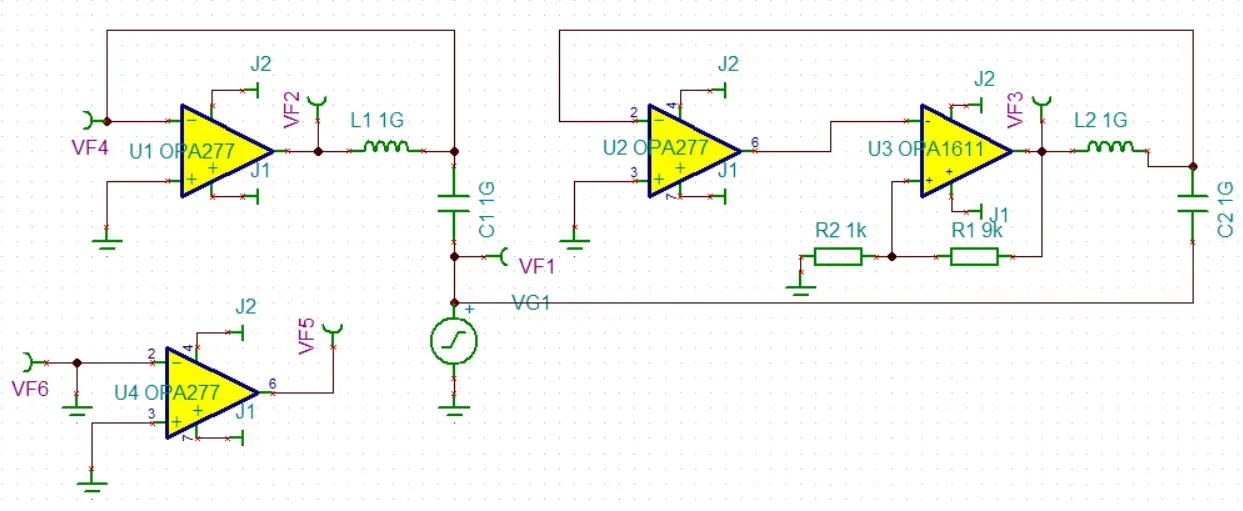 J2
VF2
L1 1G
VF4
U1 OPA277
J1
C1 1G
VF1
VG1
+
J2
2
4
U2 OPA277
6
3
7
J1
J2
VF3
L2 1G
U3 OPA1611
J1
R2 1k
R1 9k
C2 1G
J2
VF5
VF6
2
4
U4 OPA277
6
3
7
J1